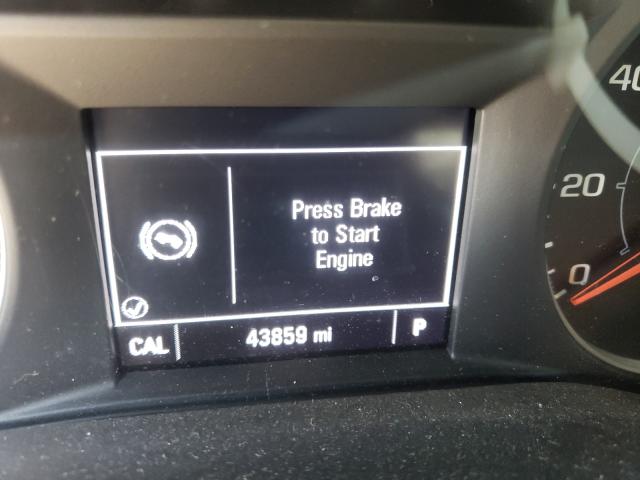 Press Brake
to Start
Engine
CAL 43859 mi P
40
20
0